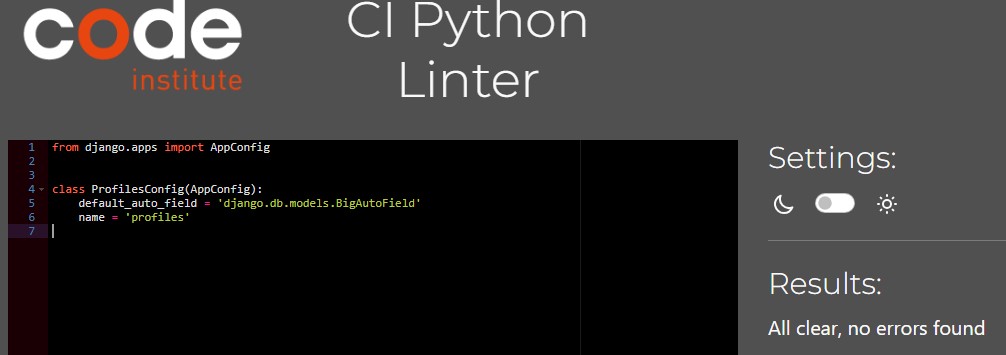 code
institute
CI Python
Linter
1 from django.apps import AppConfig
2
3
4 class ProfilesConfig(AppConfig):
5     default_auto_field = 'django.db.models.BigAutoField'
6     name = 'profiles'
7
Settings:
Results:
All clear, no errors found